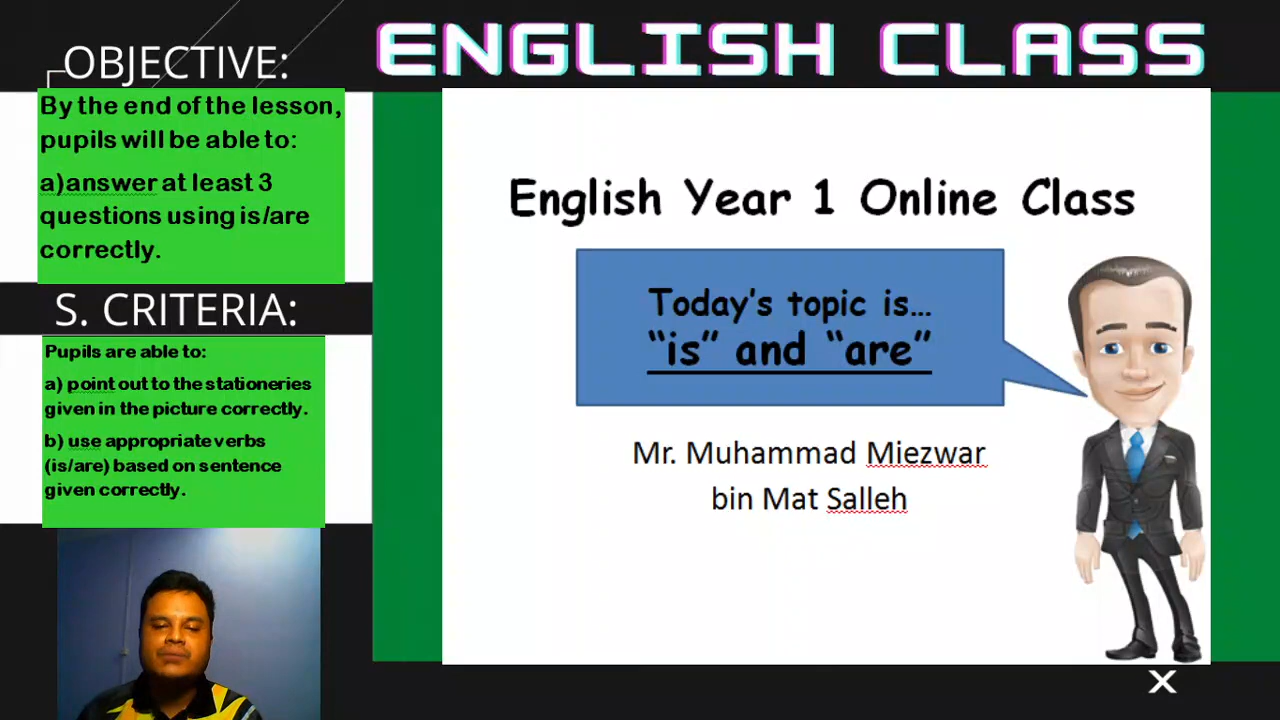 OBJECTIVE:
By the end of the lesson,
pupils will be able to:
a)answer at least 3
questions using is/are
correctly.
S. CRITERIA:
Pupils are able to:
a) point out to the stationeries
given in the picture correctly.
b) use appropriate verbs
(is/are) based on sentence
given correctly.
ENGLISH CLASS
English Year 1 Online Class
Today's topic is...
"is" and "are"
Mr. Muhammad Miezwar
bin Mat Salleh